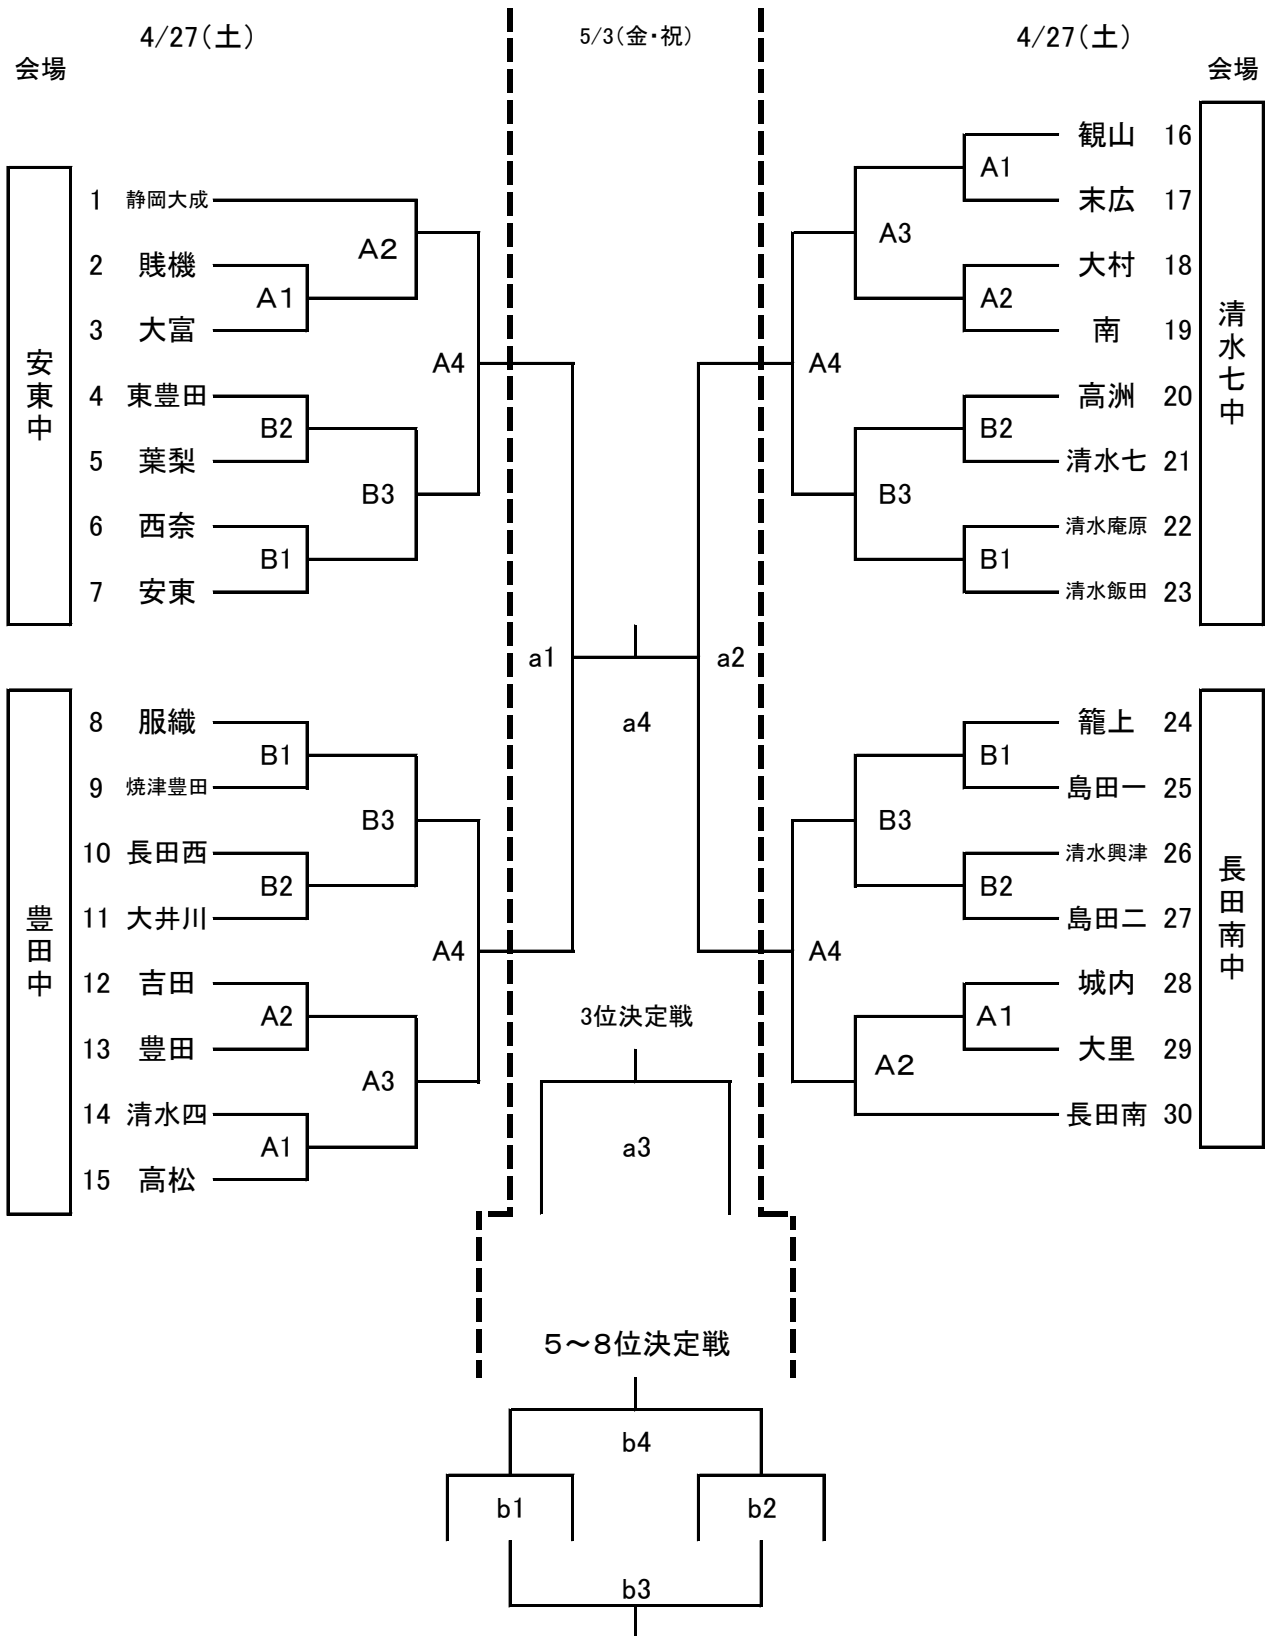 4/27(土)
5/3(金・祝)
4/27(土)
会場
会場
安東中
1 静岡大成
2 賎機
3 大富
4 東豊田
5 葉梨
6 西奈
7 安東
A2
A1
A4
B2
B3
B1
豊田中
8 服織
9 焼津豊田
10 長田西
11 大井川
12 吉田
13 豊田
14 清水四
15 高松
B1
B3
B2
A4
A2
A3
A1
a1
a2
a4
3位決定戦
a3
観山 16
末広 17
大村 18
南 19
高洲 20
清水七 21
清水庵原 22
清水飯田 23
清水七中
A1
A3
A2
A4
B2
B3
B1
籠上 24
島田一 25
清水興津 26
島田二 27
城内 28
大里 29
長田南 30
長田南中
B1
B3
B2
A4
A1
A2
5～8位決定戦
b4
b1
b2
b3